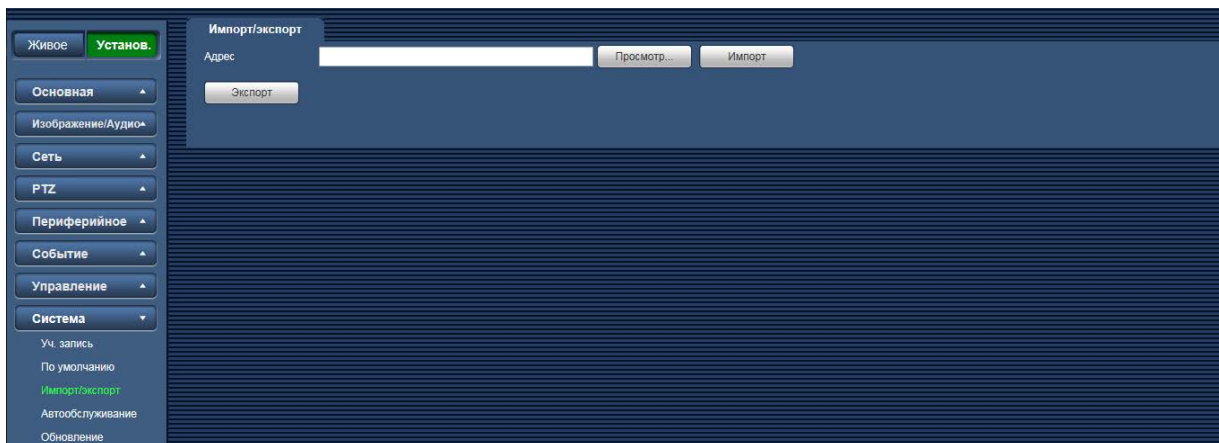 Живое Установ.
Основная
Изображение/Аудио
Сеть
PTZ
Периферийное
Событие
Управление
Система
Уч. запись
По умолчанию
Импорт/экспорт
Автообслуживание
Обновление
Импорт/экспорт
Адрес Просмотр... Импорт
Экспорт